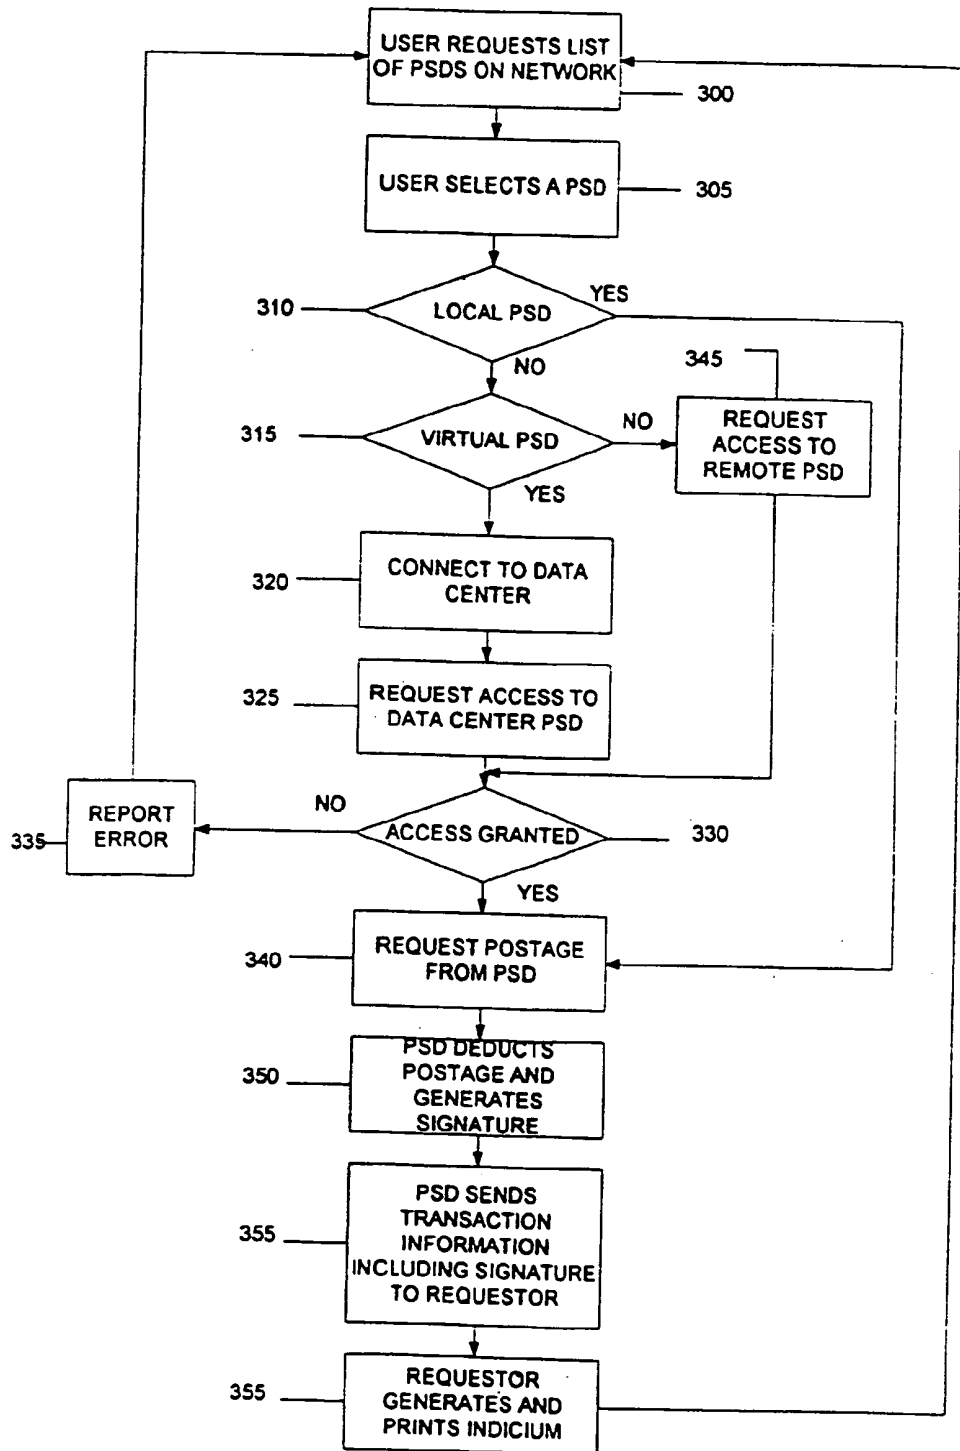 USER REQUESTS LIST
OF PSDS ON NETWORK
300
USER SELECTS A PSD
305
310
LOCAL PSD
YES
NO
345
315
VIRTUAL PSD
NO
REQUEST
ACCESS TO
REMOTE PSD
YES
320
CONNECT TO DATA
CENTER
325
REQUEST ACCESS TO
DATA CENTER PSD
REPORT
ERROR
335
NO
ACCESS GRANTED
330
YES
340
REQUEST POSTAGE
FROM PSD
350
PSD DEDUCTS
POSTAGE AND
GENERATES
SIGNATURE
355
PSD SENDS
TRANSACTION
INFORMATION
INCLUDING SIGNATURE
TO REQUESTOR
355
REQUESTOR
GENERATES AND
PRINTS INDICIUM